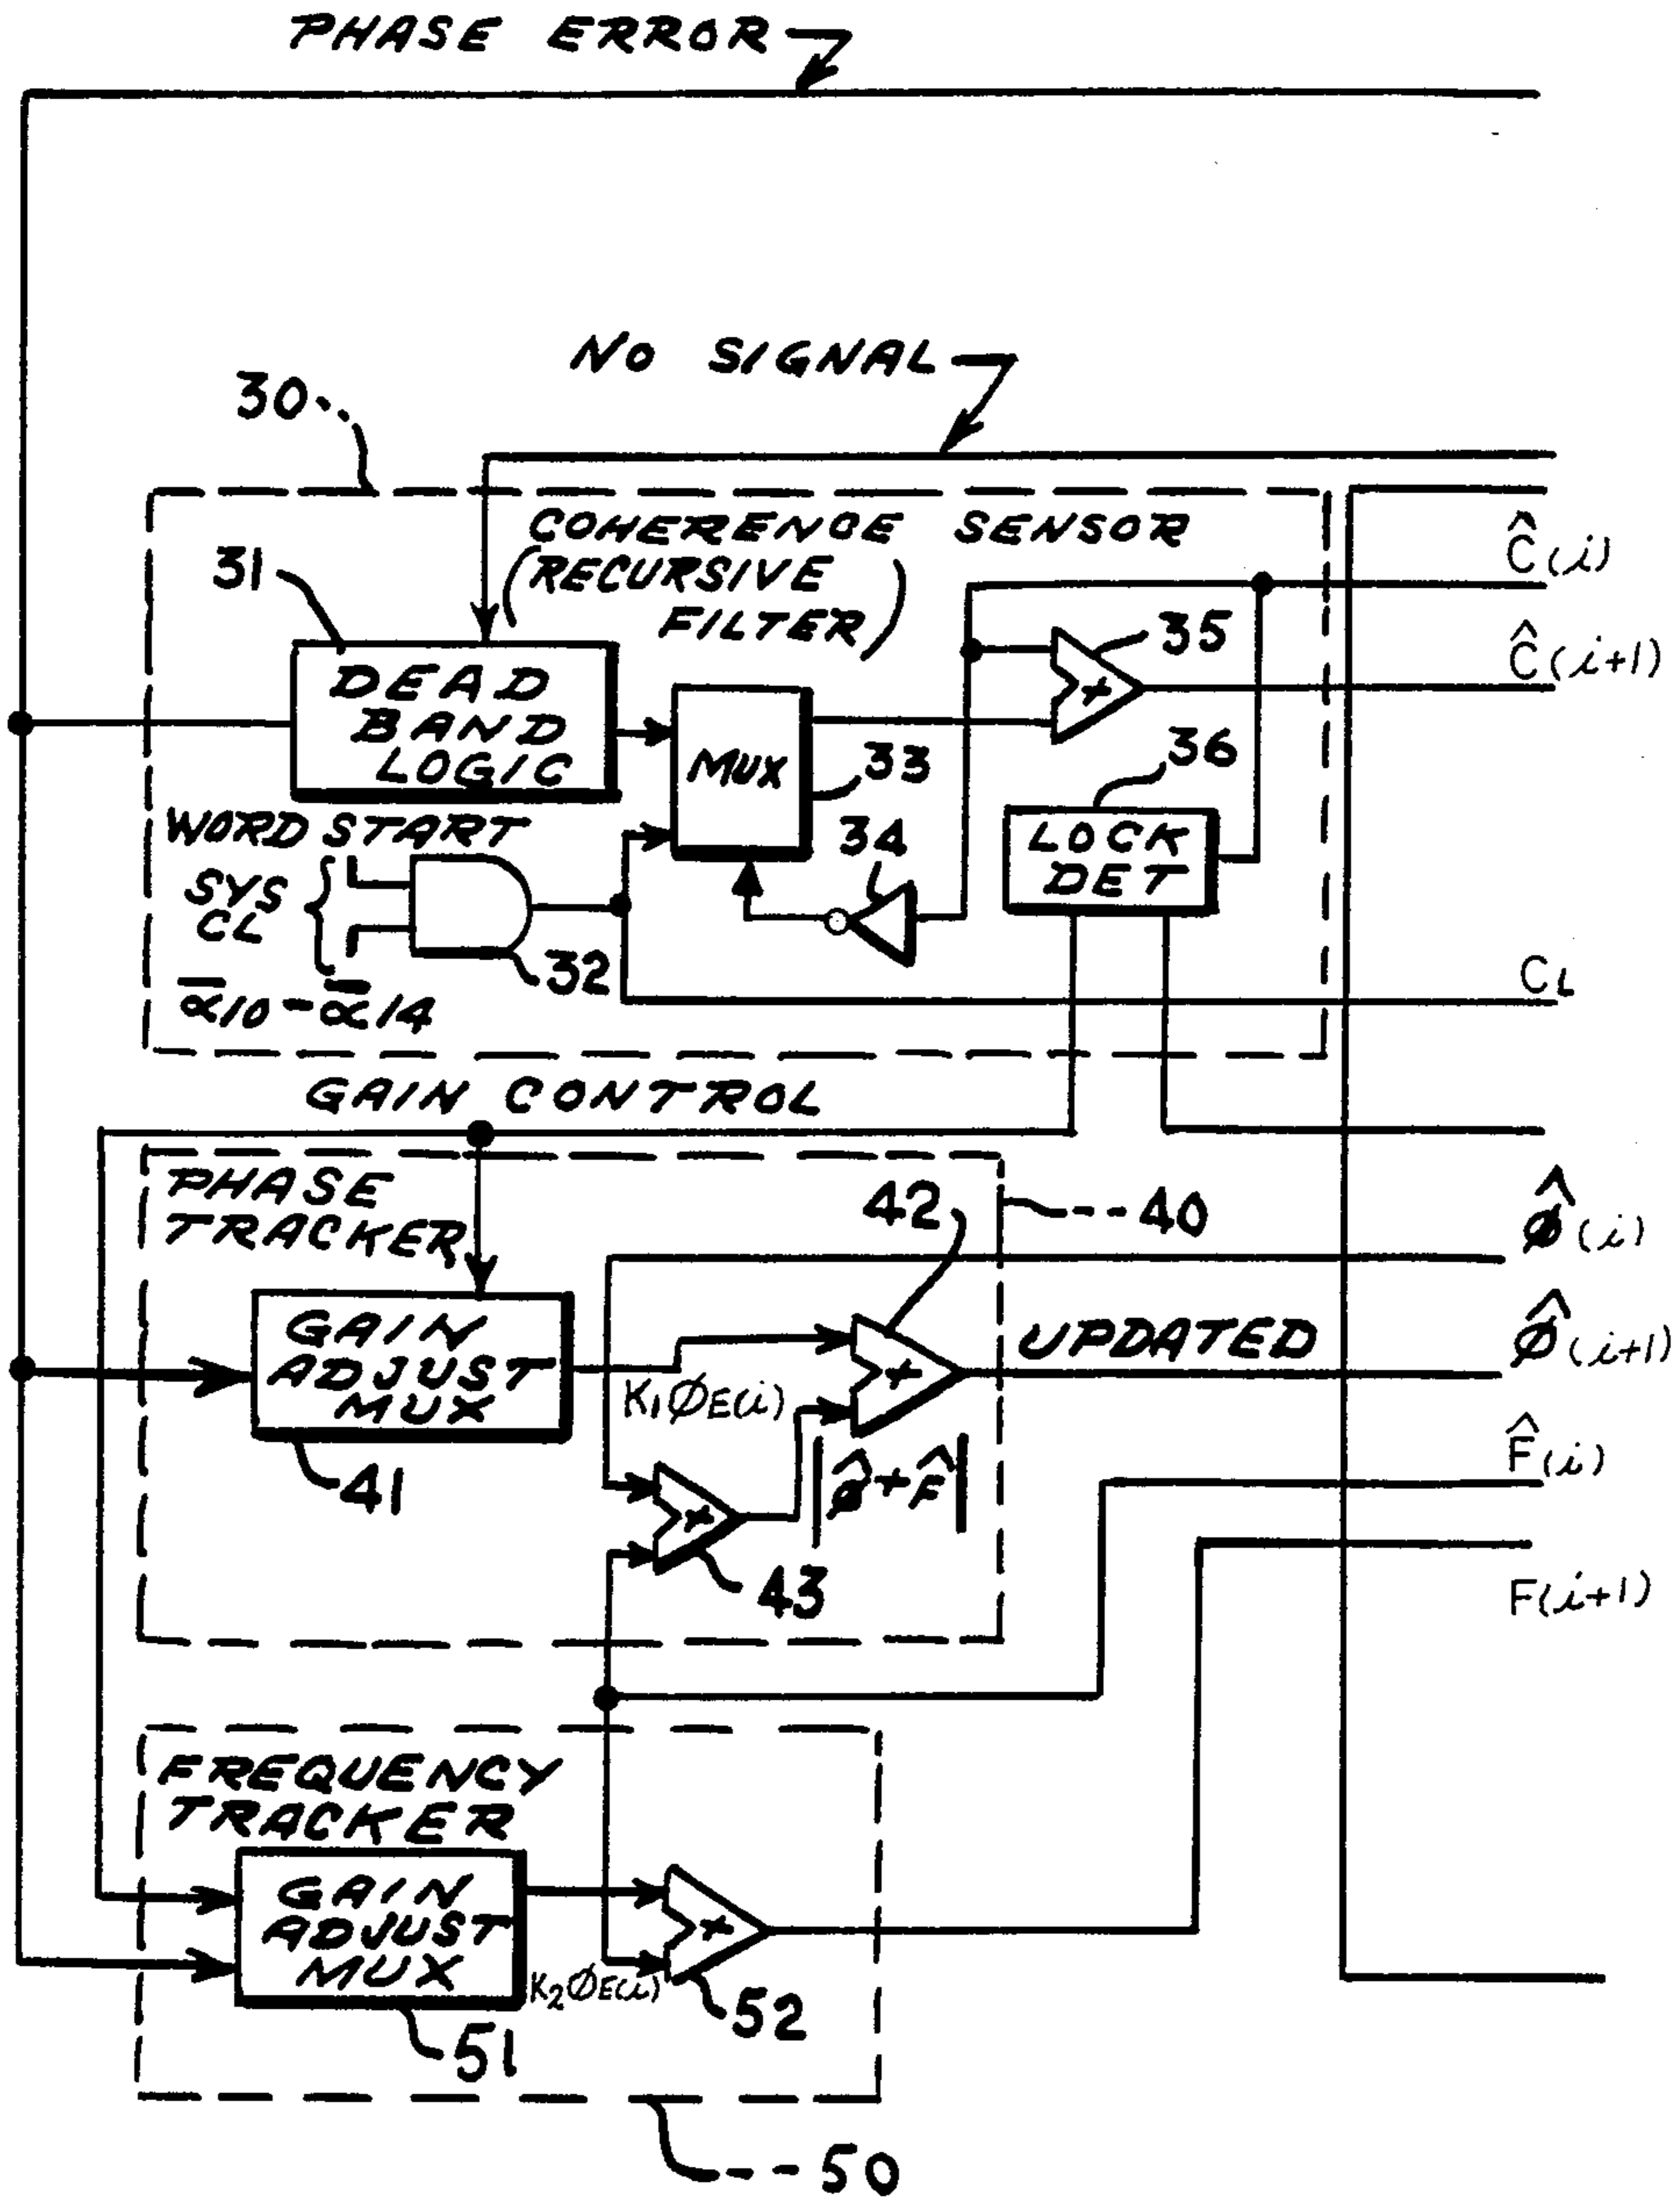 PHASE ERROR
NO SIGNAL
30
COHERENCE SENSOR
(RECURSIVE
FILTER)
Ĉ(i)
31
35
Ĉ(i+1)
DEAD
BAND
LOGIC
MUX
33
36
WORD START
34
LOCK
DET
SYS
CL
32
CL
α̅10-α̅14
GAIN CONTROL
PHASE
TRACKER
42
40
φ̂(i)
GAIN
ADJUST
MUX
UPDATED
φ̂(i+1)
K1φE(i)
+
F̂(i)
41
|φ̂+F̂|
+
43
F(i+1)
FREQUENCY
TRACKER
GAIN
ADJUST
MUX
+
K2φE(i)
52
51
50